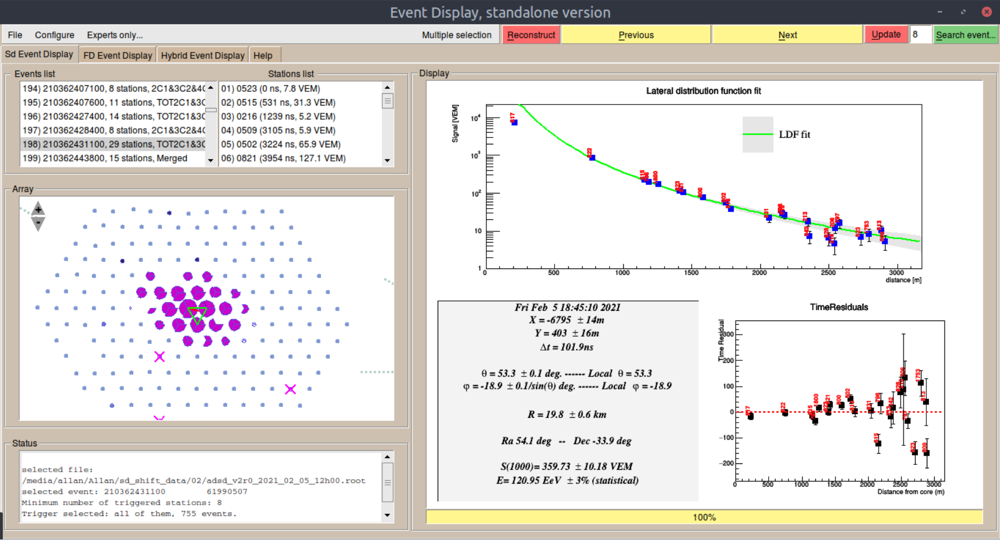 Event Display, standalone version
File Configure Experts only... Multiple selection Reconstruct Previous Next Update 8 Search event...
Sd Event Display FD Event Display Hybrid Event Display Help
Events list
194) 210362407100, 8 stations, 2C1&3C2&4C
195) 210362407600, 11 stations, TOT2C1&3C
196) 210362427400, 14 stations, TOT2C1&3C
197) 210362428400, 8 stations, 2C1&3C2&4C
198) 210362431100, 29 stations, TOT2C1&3C
199) 210362443800, 15 stations, Merged
Stations list
01) 0523 (0 ns, 7.8 VEM)
02) 0515 (531 ns, 31.3 VEM)
03) 0216 (1239 ns, 5.2 VEM)
04) 0509 (3105 ns, 5.9 VEM)
05) 0502 (3224 ns, 65.9 VEM)
06) 0821 (3954 ns, 127.1 VEM)
Array
+
-
Status
selected file:
/media/allan/Allan/sd_shift_data/02/adsd_v2r0_2021_02_05_12h00.root
selected event: 210362431100 61990507
Minimum number of triggered stations: 8
Trigger selected: all of them, 755 events.
Display
Lateral distribution function fit
Signal [VEM]
10⁴
10³
10²
10
1
LDF fit
0 500 1000 1500 2000 2500 3000
distance [m]
Fri Feb 5 18:45:10 2021
X = -6795 ± 14m
Y = 403 ± 16m
Δt = 101.9ns
θ = 53.3 ± 0.1 deg. ------ Local θ = 53.3
φ = -18.9 ± 0.1/sin(θ) deg. ------ Local φ = -18.9
R = 19.8 ± 0.6 km
Ra 54.1 deg -- Dec -33.9 deg
S(1000)= 359.73 ± 10.18 VEM
E= 120.95 EeV ± 3% (statistical)
TimeResiduals
Time Residual
300
200
100
0
-100
-200
0 500 1000 1500 2000 2500 3000
Distance from core (m)
100%